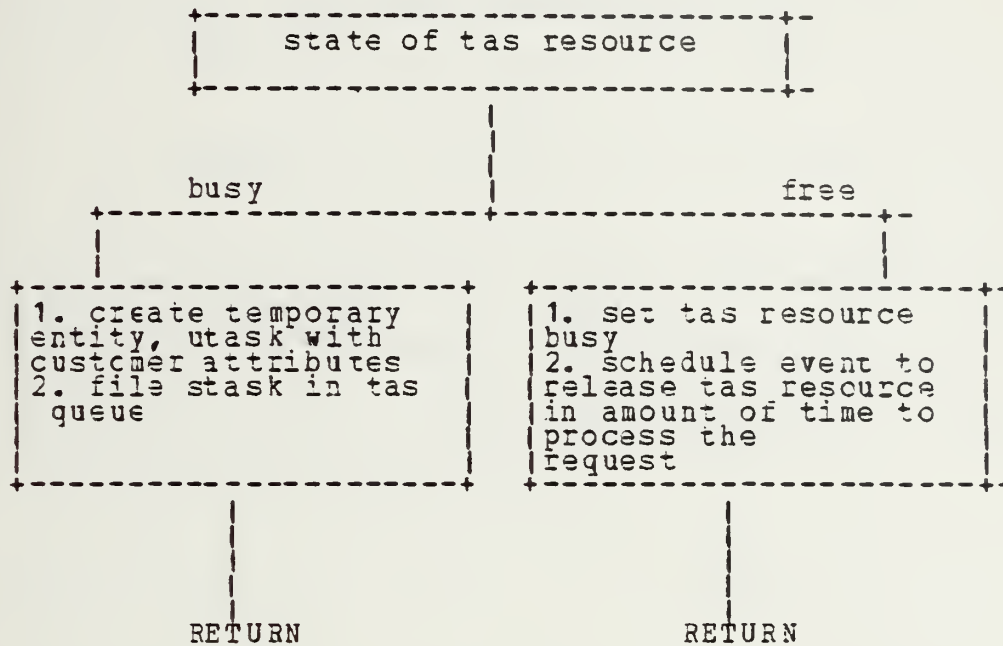 state of tas resource
busy
free
1. create temporary
entity, utask with
customer attributes
2. file stask in tas
queue
1. set tas resource
busy
2. schedule event to
release tas resource
in amount of time to
process the
request
RETURN
RETURN